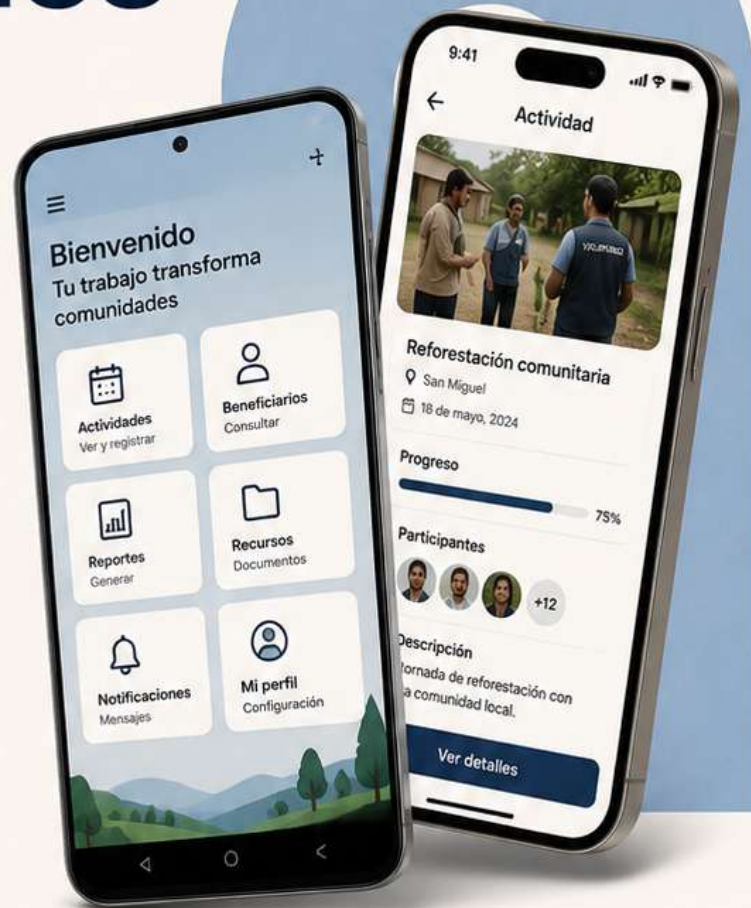 Bienvenido
Tu trabajo transforma
comunidades
Actividades
Ver y registrar
Beneficiarios
Consultar
Reportes
Generar
Recursos
Documentos
Notificaciones
Mensajes
Mi perfil
Configuración
9:41
Actividad
Reforestación comunitaria
San Miguel
18 de mayo, 2024
Progreso
75%
Participantes
+12
Descripción
Jornada de reforestación con
a comunidad local.
Ver detalles